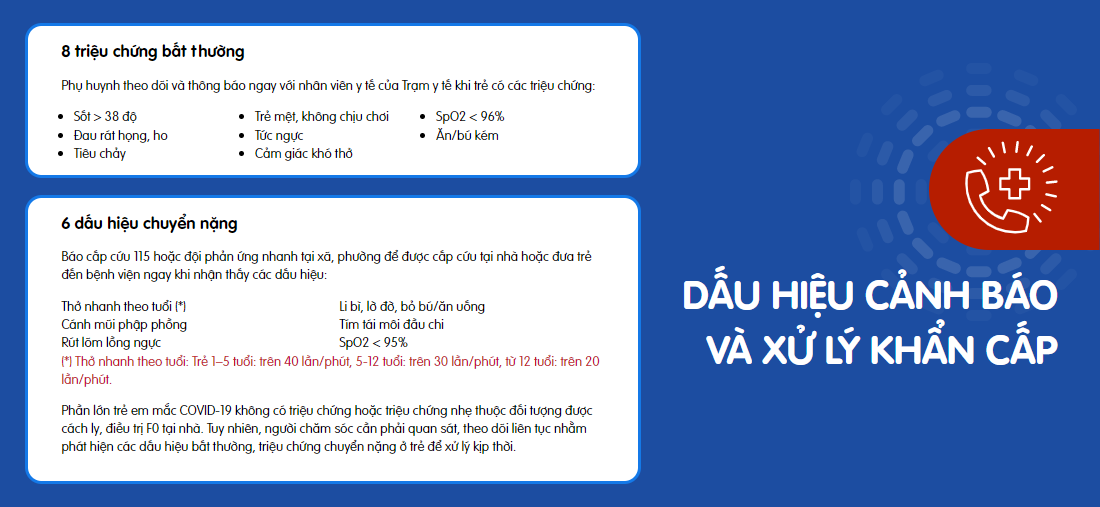 8 triệu chứng bất thường
Phụ huynh theo dõi và thông báo ngay với nhân viên y tế của Trạm y tế khi trẻ có các triệu chứng:
• Sốt > 38 độ
• Đau rát họng, ho
• Tiêu chảy
• Trẻ mệt, không chịu chơi
• Tức ngực
• Cảm giác khó thở
• SpO2 < 96%
• Ăn/bú kém
6 dấu hiệu chuyển nặng
Báo cấp cứu 115 hoặc đội phản ứng nhanh tại xã, phường để được cấp cứu tại nhà hoặc đưa trẻ
đến bệnh viện ngay khi nhận thấy các dấu hiệu:
Thở nhanh theo tuổi (*)
Cánh mũi phập phồng
Rút lõm lồng ngực
Li bì, lờ đờ, bỏ bú/ăn uống
Tím tái môi đầu chi
SpO2 < 95%
(*) Thở nhanh theo tuổi: Trẻ 1–5 tuổi: trên 40 lần/phút, 5-12 tuổi: trên 30 lần/phút, từ 12 tuổi: trên 20
lần/phút.
Phần lớn trẻ em mắc COVID-19 không có triệu chứng hoặc triệu chứng nhẹ thuộc đối tượng được
cách ly, điều trị F0 tại nhà. Tuy nhiên, người chăm sóc cần phải quan sát, theo dõi liên tục nhằm
phát hiện các dấu hiệu bất thường, triệu chứng chuyển nặng ở trẻ để xử lý kịp thời.
DẤU HIỆU CẢNH BÁO
VÀ XỬ LÝ KHẨN CẤP